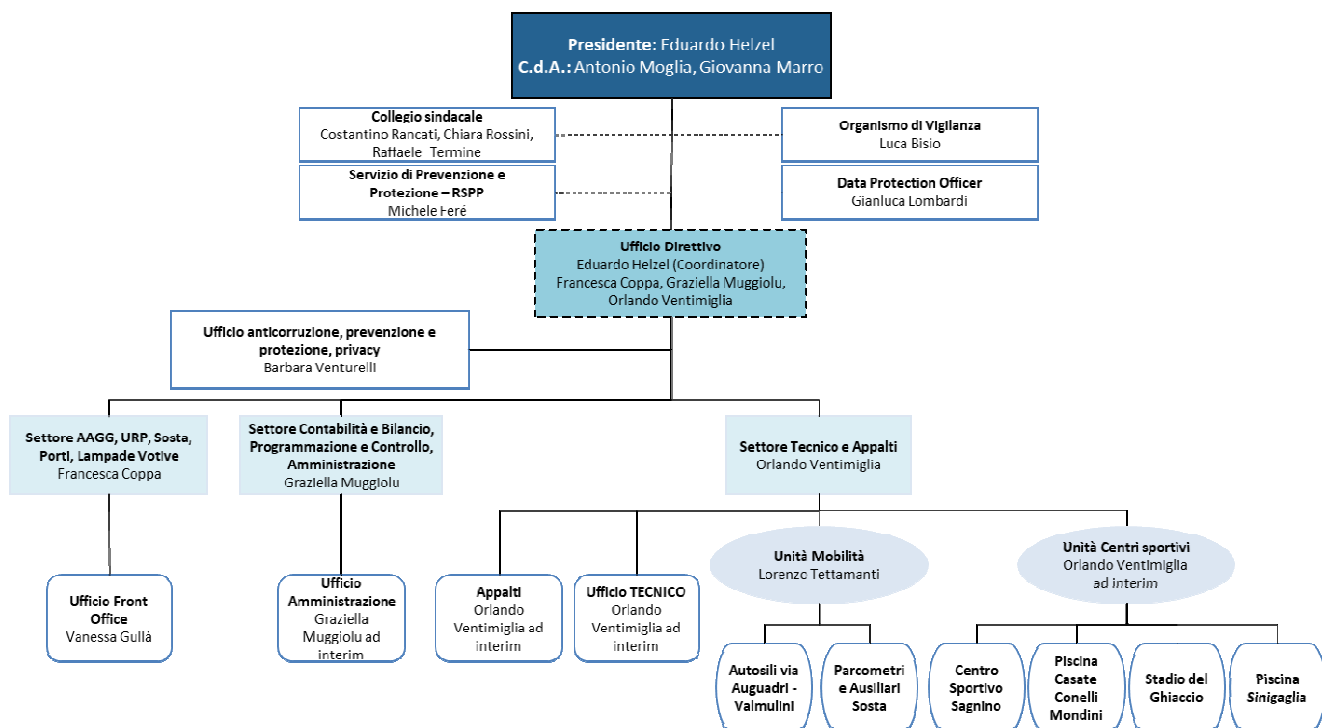 Presidente: Eduardo Helzel
C.d.A.: Antonio Moglia, Giovanna Marro
Collegio sindacale
Costantino Rancati, Chiara Rossini,
Raffaele Termine
Organismo di Vigilanza
Luca Bisio
Servizio di Prevenzione e
Protezione – RSPP
Michele Feré
Data Protection Officer
Gianluca Lombardi
Ufficio Direttivo
Eduardo Helzel (Coordinatore)
Francesca Coppa, Graziella Muggiolu,
Orlando Ventimiglia
Ufficio anticorruzione, prevenzione e
protezione, privacy
Barbara Venturelli
Settore AAGG, URP, Sosta,
Porti, Lampade Votive
Francesca Coppa
Settore Contabilità e Bilancio,
Programmazione e Controllo,
Amministrazione
Graziella Muggiolu
Settore Tecnico e Appalti
Orlando Ventimiglia
Unità Mobilità
Lorenzo Tettamanti
Unità Centri sportivi
Orlando Ventimiglia
ad interim
Ufficio Front
Office
Vanessa Gullà
Ufficio
Amministrazione
Graziella
Muggiolu ad
interim
Appalti
Orlando
Ventimiglia ad
interim
Ufficio TECNICO
Orlando
Ventimiglia ad
interim
Autosili via
Auguadri -
Valmulini
Parcometri
e Ausiliari
Sosta
Centro
Sportivo
Sagnino
Piscina
Casate
Conelli
Mondini
Stadio del
Ghiaccio
Piscina
Sinigaglia